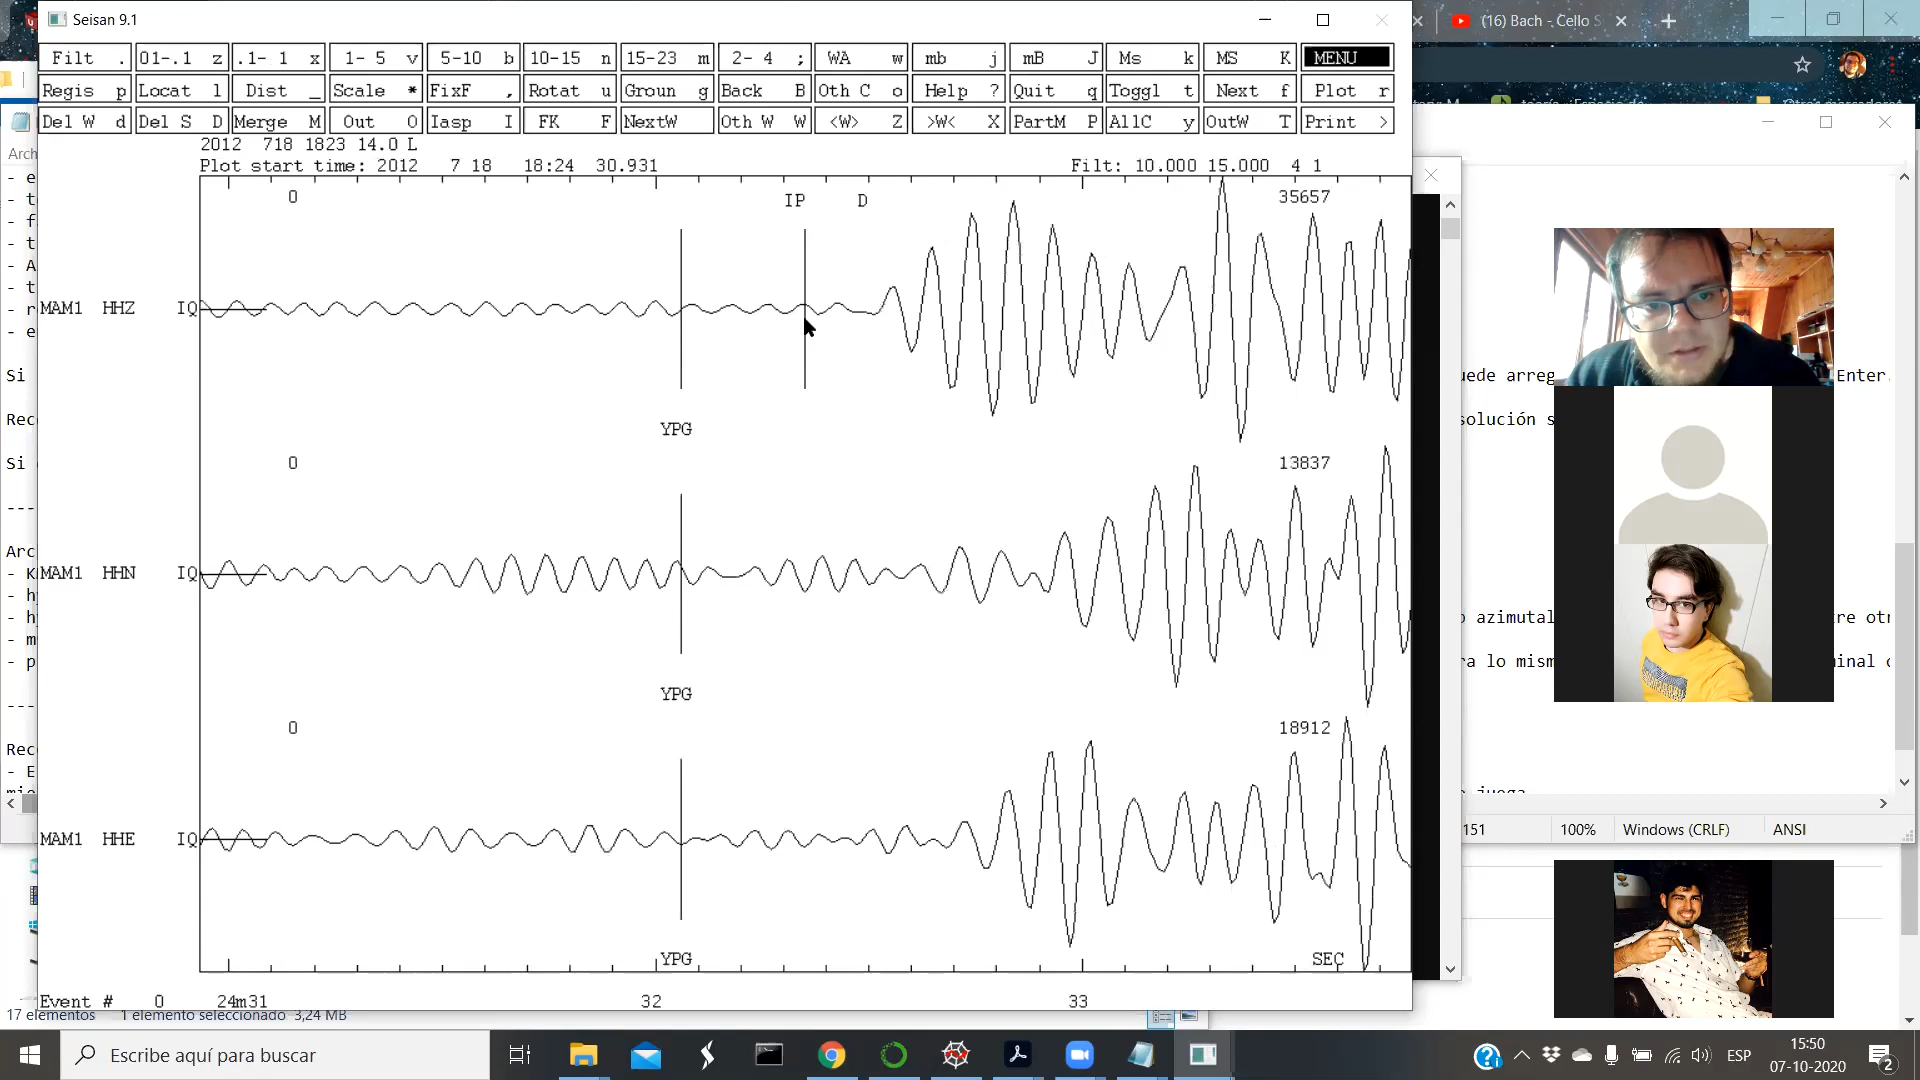 Seisan 9.1
(16) Bach - Cello S
Filt . 01-.1 z .1- 1 x 1- 5 v 5-10 b 10-15 n 15-23 m 2- 4 ; WA w mb j mB J Ms k MS K MENU
Regis p Locat l Dist _ Scale * FixF , Rotat u Groun g Back B Oth C o Help ? Quit q Toggl t Next f Plot r
Del W d Del S D Merge M Out O Iasp I FK F NextW Oth W W <W> Z >W< X PartM P AllC y OutW T Print >
2012 718 1823 14.0 L
Plot start time: 2012 7 18 18:24 30.931 Filt: 10.000 15.000 4 1
0 IP D 35657
MAM1 HHZ IQ
YPG
0 13837
MAM1 HHN IQ
YPG
0 18912
MAM1 HHE IQ
YPG SEC
Event # 0 24m31 32 33
Arch
- e
- t
- f
- t
- A
- t
- r
- e
Si
Rec
Si
---
Arc
- K
- h
- h
- m
- p
---
Rec
- E
uede arreg
Enter.
solución s
o azimutal
tre otr
ra lo mism
minal
151 100% Windows (CRLF) ANSI
17 elementos 1 elemento seleccionado 3,24 MB
Escribe aquí para buscar
ESP
15:50
07-10-2020
2